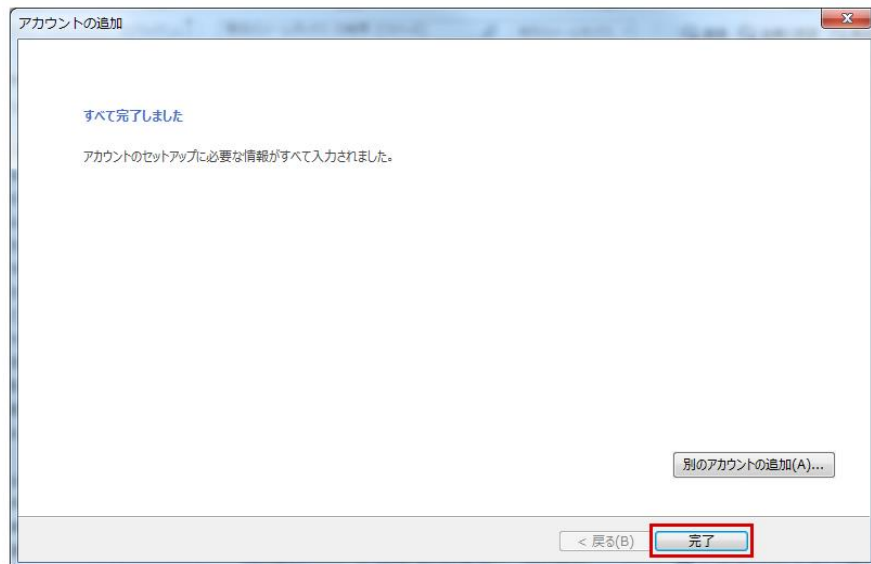 アカウントの追加
すべて完了しました
アカウントのセットアップに必要な情報がすべて入力されました。
別のアカウントの追加(A)...
< 戻る(B)
完了